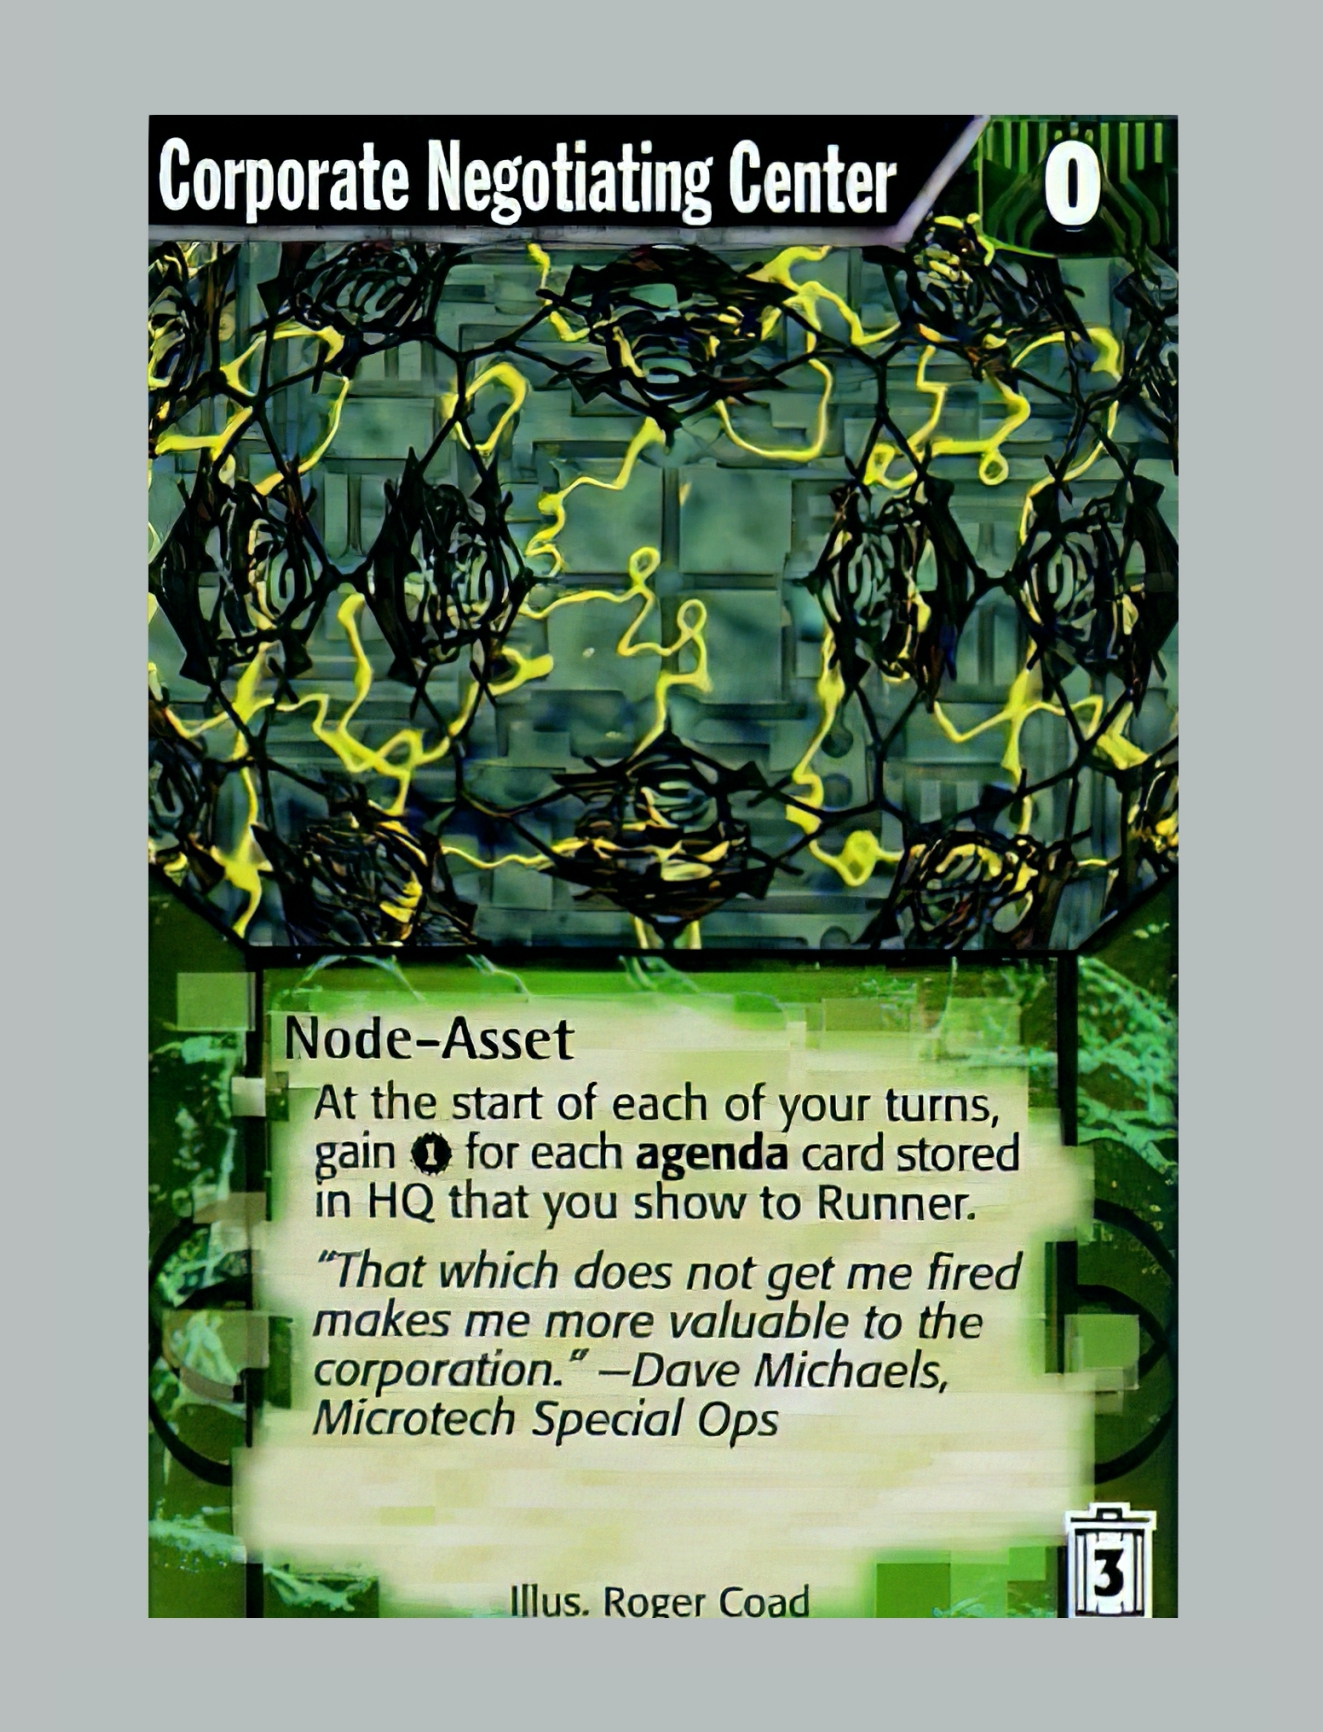 Corporate Negotiating Center
0
Node–Asset
At the start of each of your turns,
gain 1 for each agenda card stored
in HQ that you show to Runner.
"That which does not get me fired
makes me more valuable to the
corporation." —Dave Michaels,
Microtech Special Ops
3
Illus. Roger Coad